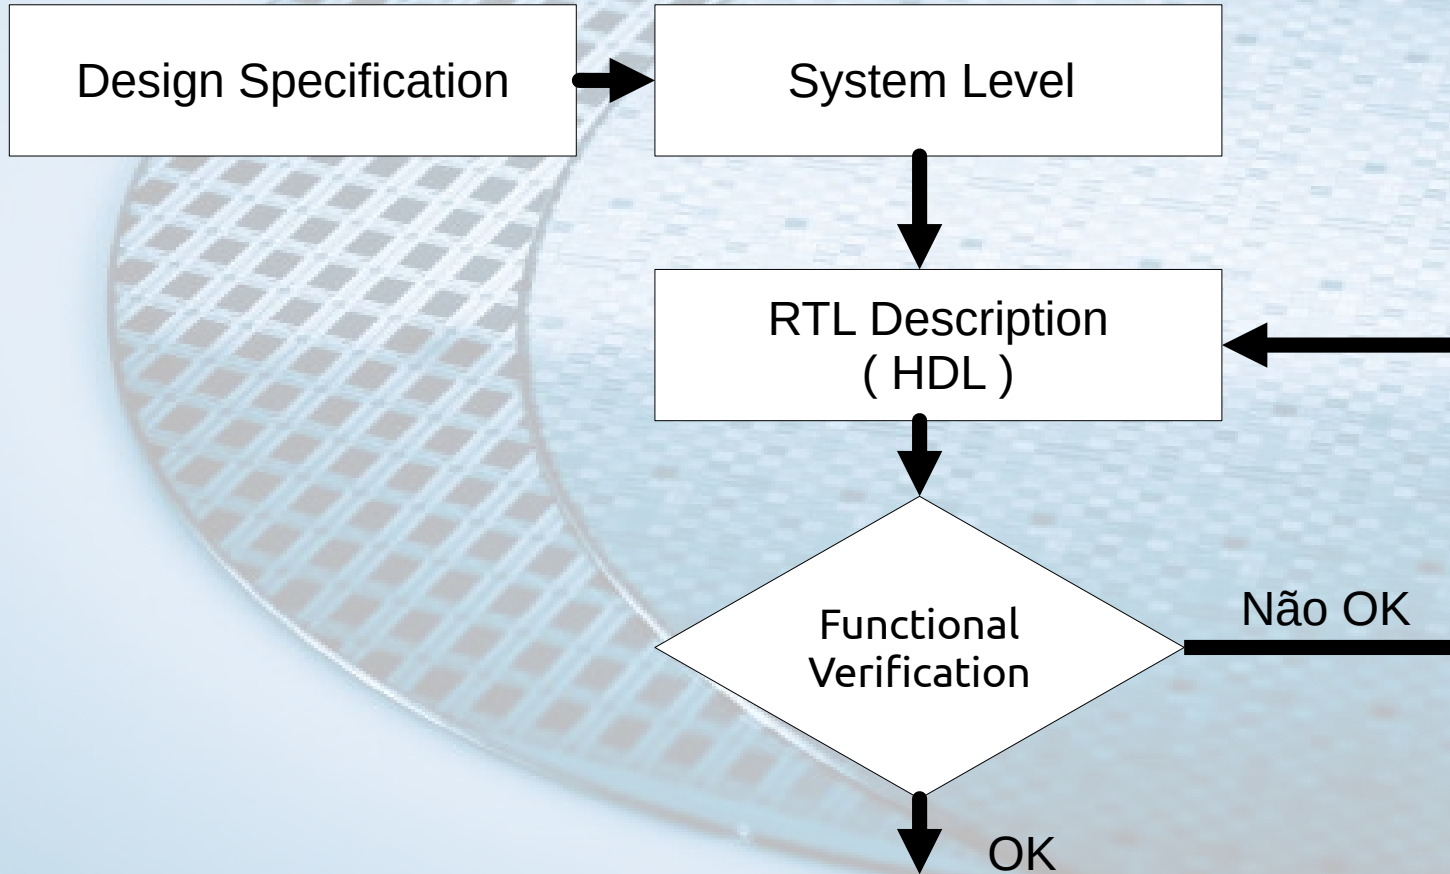 Design Specification
System Level
RTL Description
( HDL )
Functional
Verification
Não OK
OK